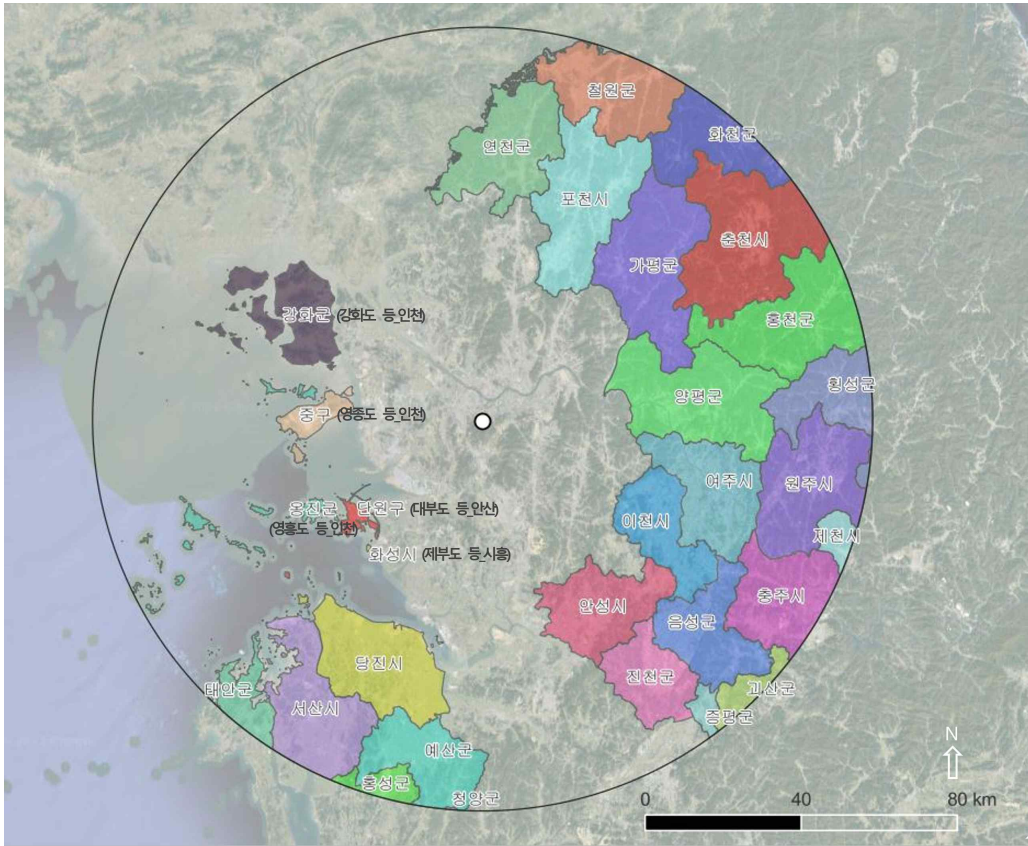 철원군
화천군
연천군
포천시
춘천시
가평군
강화군 (강화도 등_인천)
홍천군
횡성군
양평군
중구 (영종도 등_인천)
여주시
원주시
옹진군
(영흥도 등_인천)
단원구 (대부도 등_안산)
이천시
제천시
화성시 (제부도 등_시흥)
충주시
안성시
음성군
당진시
진천군
태안군
괴산군
서산시
증평군
예산군
홍성군
청양군
N
0 40 80 km